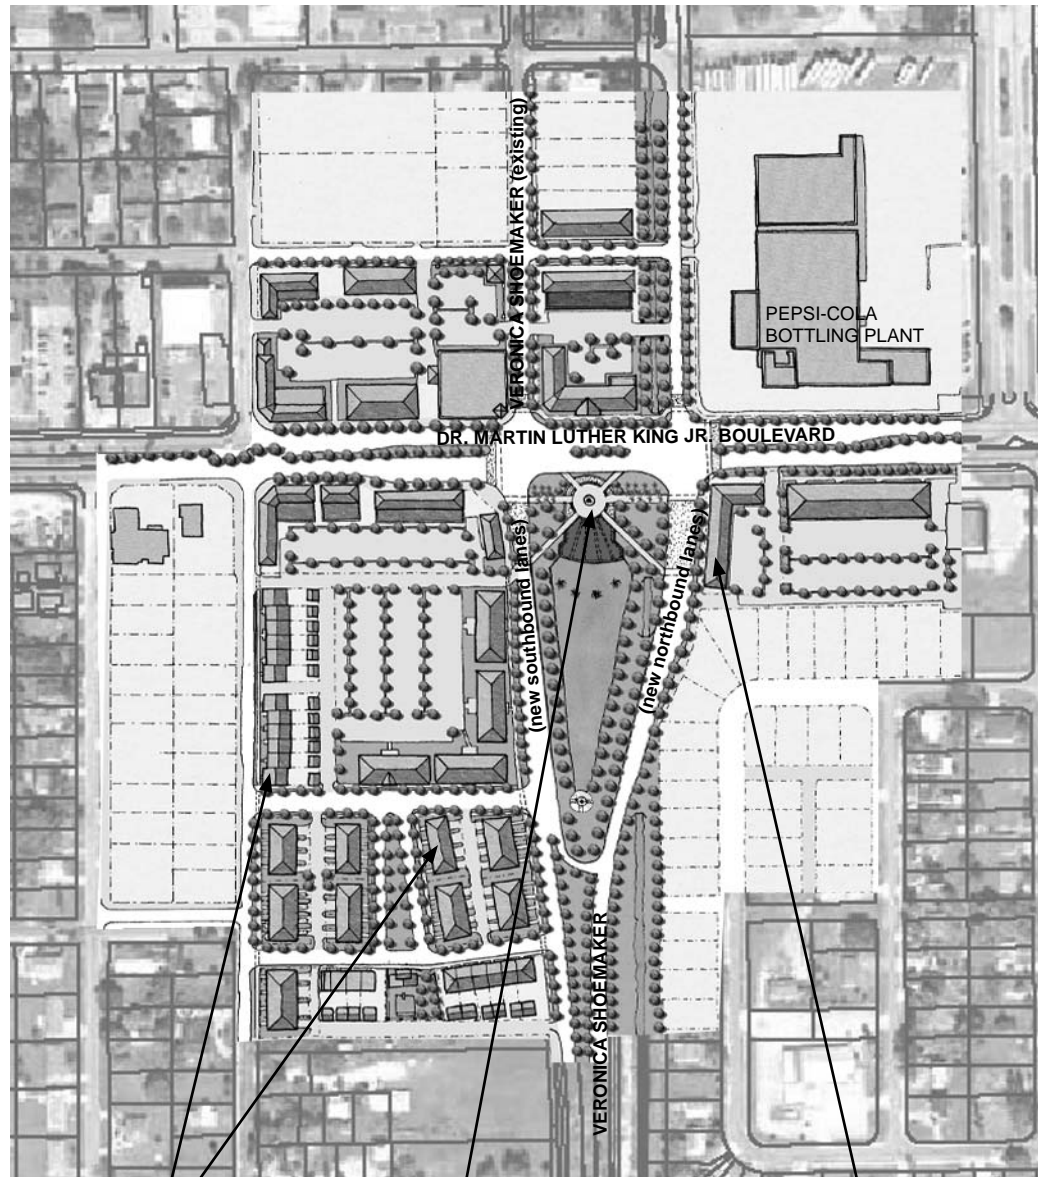 VERONICA SHOEMAKER (existing)
PEPSI-COLA
BOTTLING PLANT
DR. MARTIN LUTHER KING JR. BOULEVARD
(new southbound lanes)
(new northbound lanes)
VERONICA SHOEMAKER